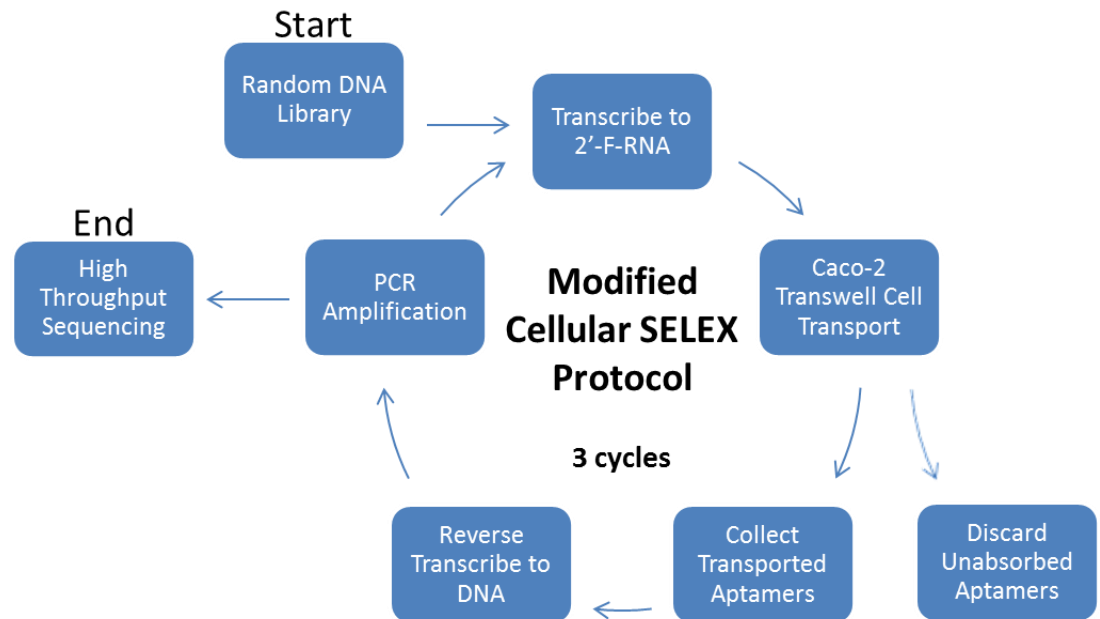 Start
Random DNA
Library
Transcribe to
2’-F-RNA
End
High
Throughput
Sequencing
PCR
Amplification
Modified
Cellular SELEX
Protocol
3 cycles
Caco-2
Transwell Cell
Transport
Reverse
Transcribe to
DNA
Collect
Transported
Aptamers
Discard
Unabsorbed
Aptamers